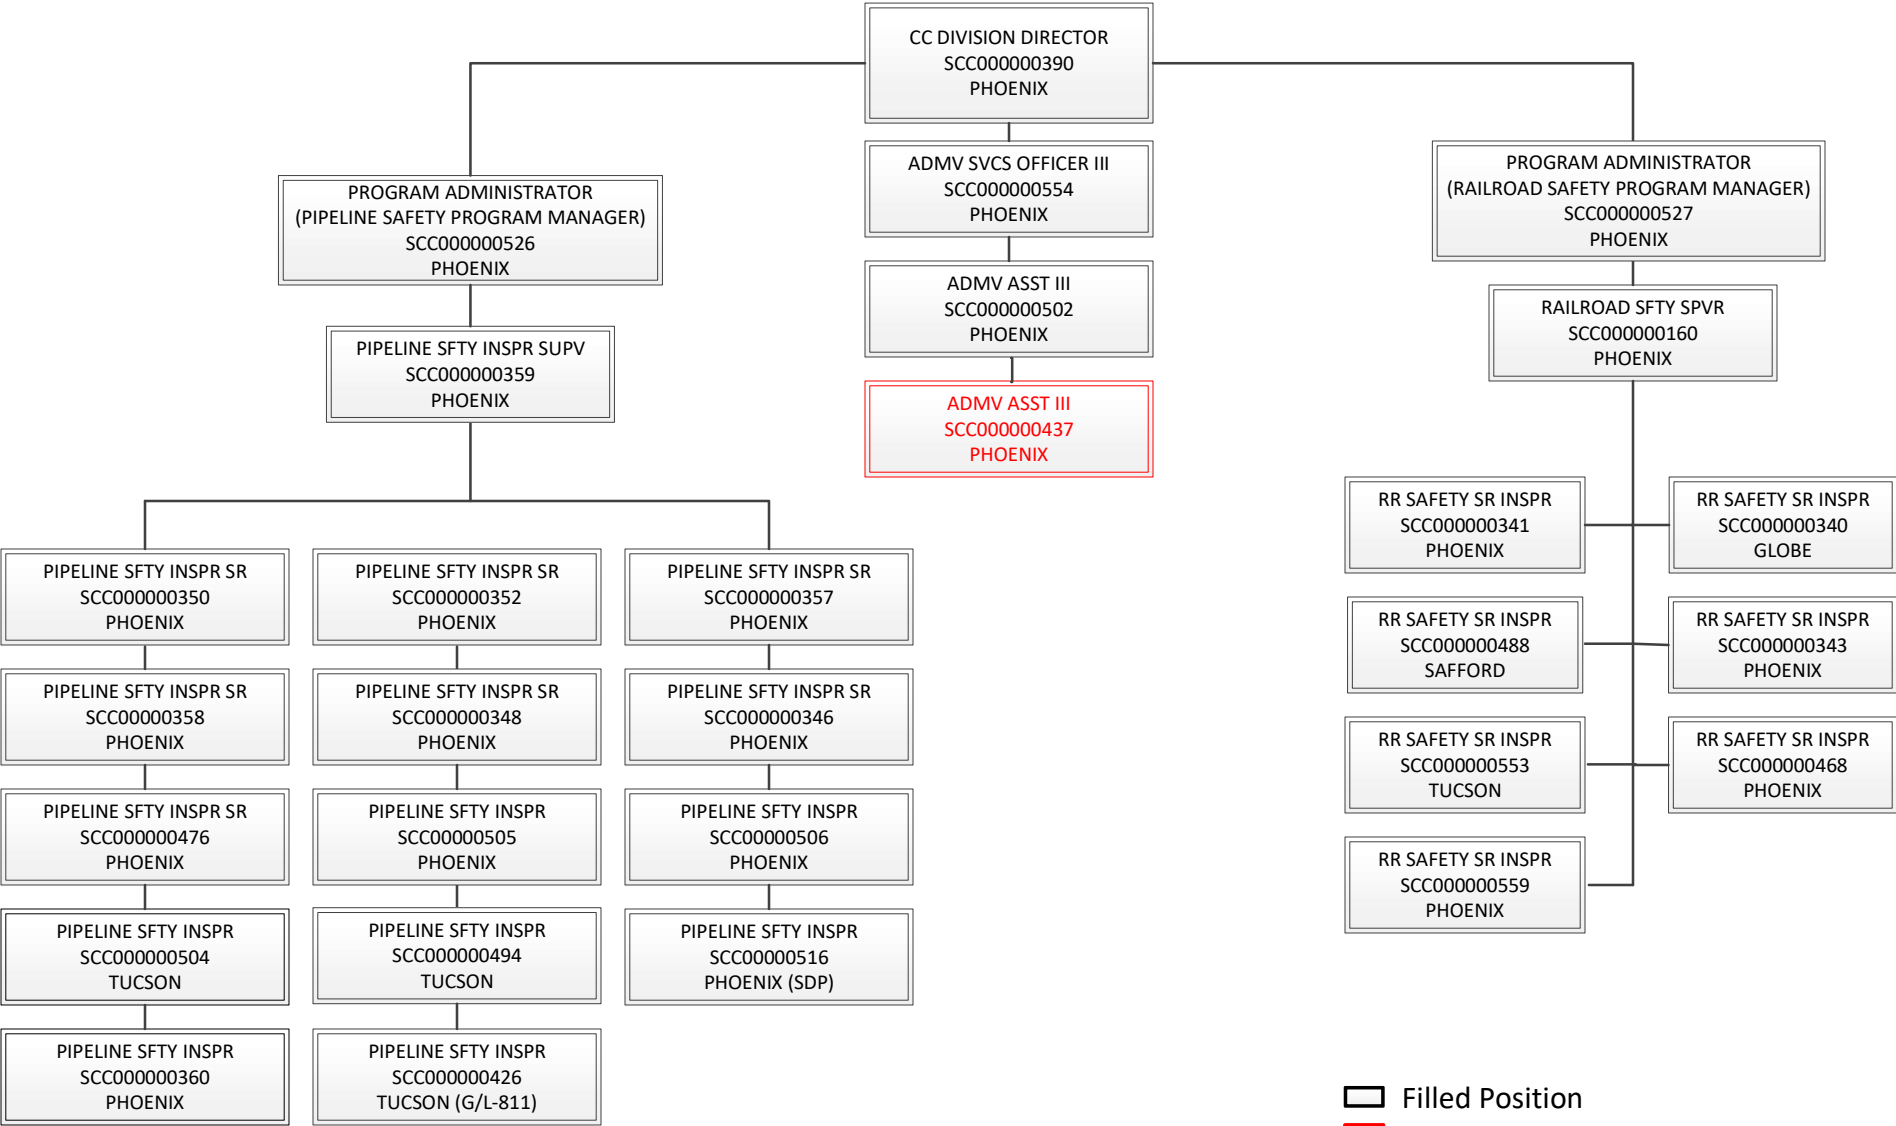 CC DIVISION DIRECTOR
SCC000000390
PHOENIX
PROGRAM ADMINISTRATOR
(PIPELINE SAFETY PROGRAM MANAGER)
SCC000000526
PHOENIX
PIPELINE SFTY INSPR SUPV
SCC000000359
PHOENIX
ADMV SVCS OFFICER III
SCC000000554
PHOENIX
ADMV ASST III
SCC000000502
PHOENIX
ADMV ASST III
SCC000000437
PHOENIX
PROGRAM ADMINISTRATOR
(RAILROAD SAFETY PROGRAM MANAGER)
SCC000000527
PHOENIX
RAILROAD SFTY SPVR
SCC000000160
PHOENIX
PIPELINE SFTY INSPR SR
SCC000000350
PHOENIX
PIPELINE SFTY INSPR SR
SCC00000358
PHOENIX
PIPELINE SFTY INSPR SR
SCC000000476
PHOENIX
PIPELINE SFTY INSPR
SCC000000504
TUCSON
PIPELINE SFTY INSPR
SCC000000360
PHOENIX
PIPELINE SFTY INSPR SR
SCC000000352
PHOENIX
PIPELINE SFTY INSPR SR
SCC000000348
PHOENIX
PIPELINE SFTY INSPR
SCC00000505
PHOENIX
PIPELINE SFTY INSPR
SCC000000494
TUCSON
PIPELINE SFTY INSPR
SCC000000426
TUCSON (G/L-811)
PIPELINE SFTY INSPR SR
SCC000000357
PHOENIX
PIPELINE SFTY INSPR SR
SCC000000346
PHOENIX
PIPELINE SFTY INSPR
SCC00000506
PHOENIX
PIPELINE SFTY INSPR
SCC00000516
PHOENIX (SDP)
RR SAFETY SR INSPR
SCC000000341
PHOENIX
RR SAFETY SR INSPR
SCC000000340
GLOBE
RR SAFETY SR INSPR
SCC000000488
SAFFORD
RR SAFETY SR INSPR
SCC000000343
PHOENIX
RR SAFETY SR INSPR
SCC000000553
TUCSON
RR SAFETY SR INSPR
SCC000000468
PHOENIX
RR SAFETY SR INSPR
SCC000000559
PHOENIX
Filled Position